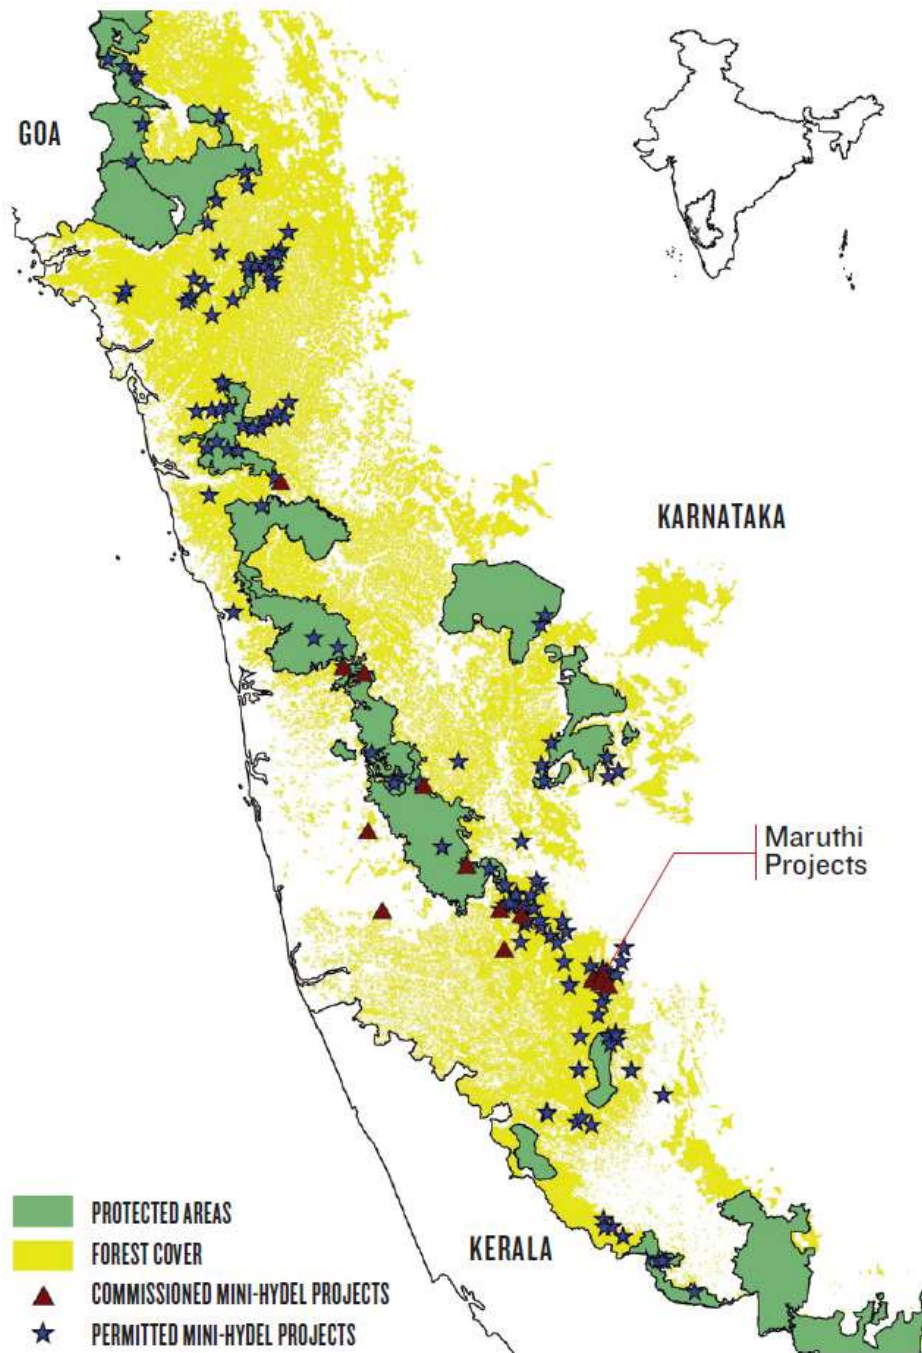 GOA
KARNATAKA
Maruthi
Projects
KERALA
PROTECTED AREAS
FOREST COVER
COMMISSIONED MINI-HYDEL PROJECTS
PERMITTED MINI-HYDEL PROJECTS